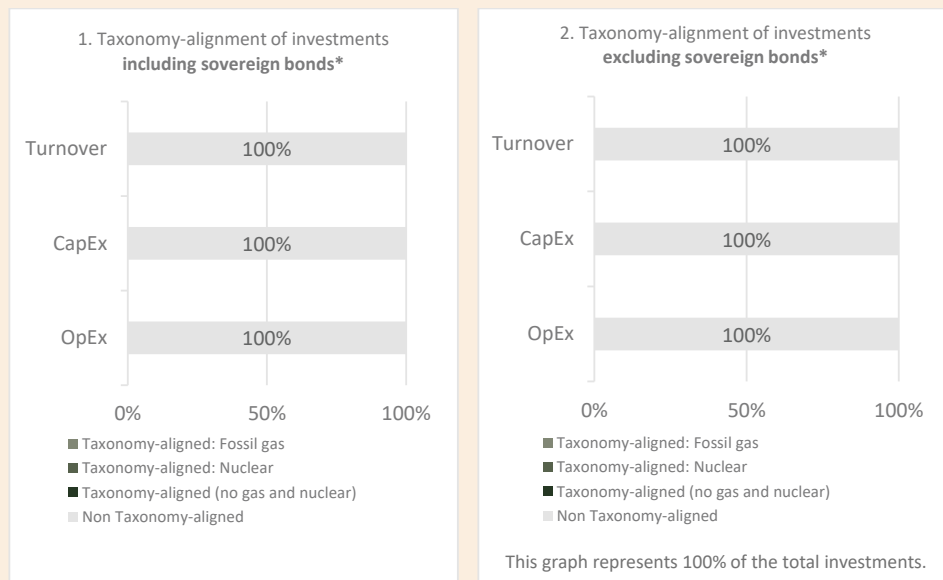 1. Taxonomy-alignment of investments
including sovereign bonds*
Turnover
100%
CapEx
100%
OpEx
100%
0%
50%
100%
Taxonomy-aligned: Fossil gas
Taxonomy-aligned: Nuclear
Taxonomy-aligned (no gas and nuclear)
Non Taxonomy-aligned
2. Taxonomy-alignment of investments
excluding sovereign bonds*
Turnover
100%
CapEx
100%
OpEx
100%
0%
50%
100%
Taxonomy-aligned: Fossil gas
Taxonomy-aligned: Nuclear
Taxonomy-aligned (no gas and nuclear)
Non Taxonomy-aligned
This graph represents 100% of the total investments.